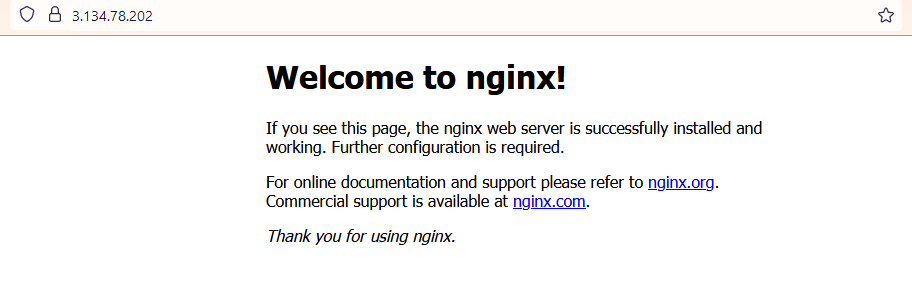 3.134.78.202
Welcome to nginx!
If you see this page, the nginx web server is successfully installed and
working. Further configuration is required.
For online documentation and support please refer to nginx.org.
Commercial support is available at nginx.com.
Thank you for using nginx.